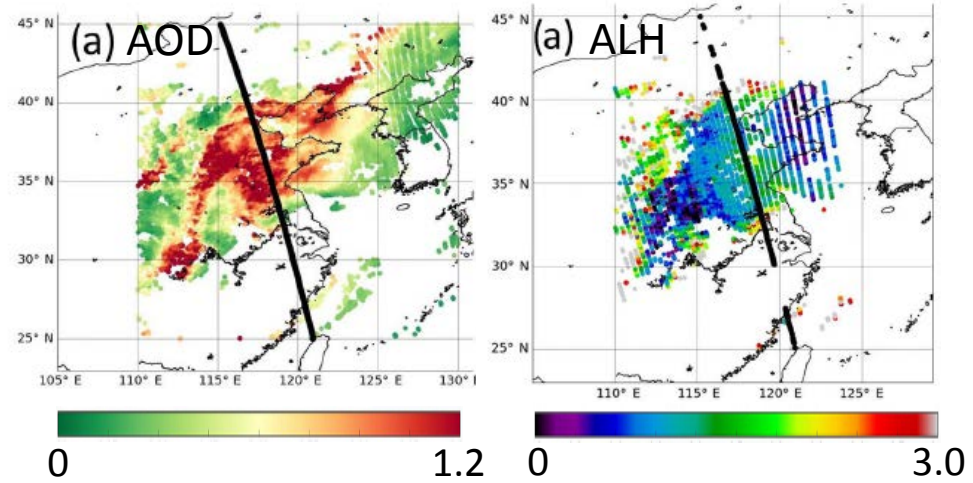 (a) AOD
45° N
40° N
35° N
30° N
25° N
105° E 110° E 115° E 120° E 125° E 130° E
0 1.2
(a) ALH
45° N
40° N
35° N
30° N
25° N
110° E 115° E 120° E 125° E
0 3.0